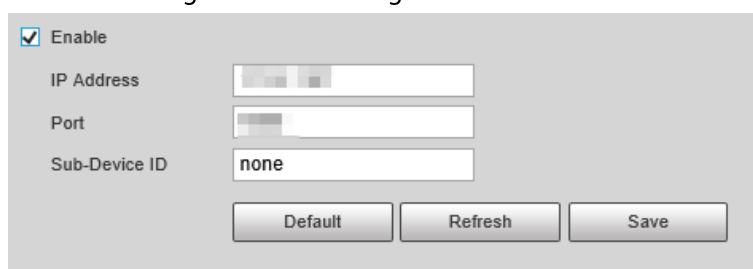 Enable
IP Address
Port
Sub-Device ID none
Default Refresh Save